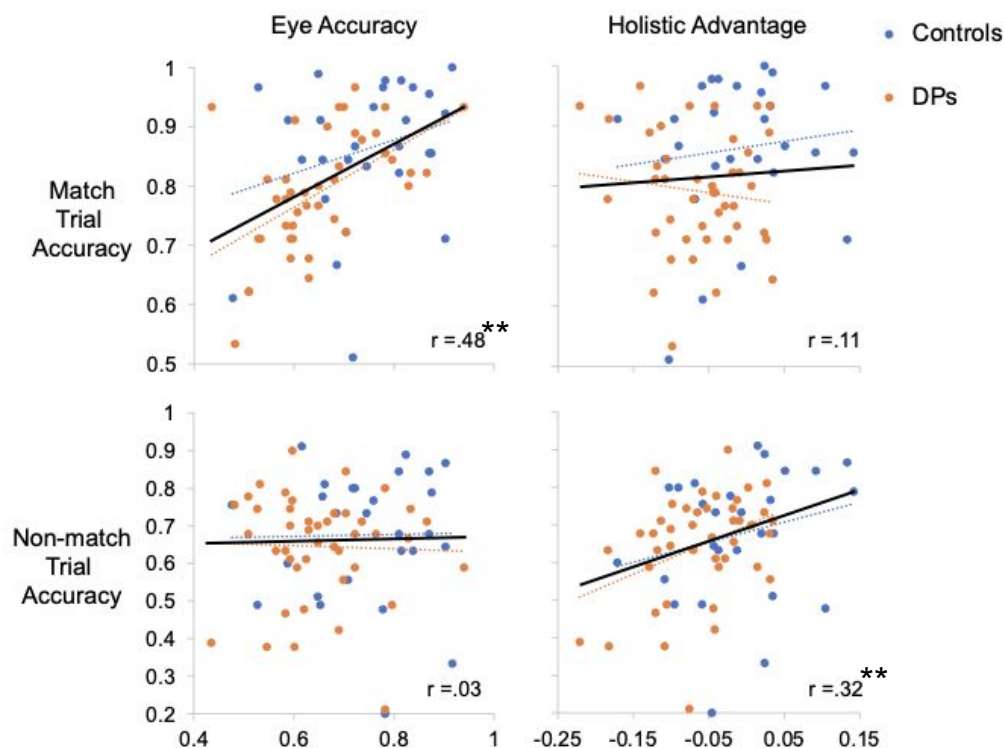 Eye Accuracy
Holistic Advantage
Controls
DPs
Match
Trial
Accuracy
1
0.9
0.8
0.7
0.6
0.5
r =.48**
r =.11
Non-match
Trial
Accuracy
1
0.9
0.8
0.7
0.6
0.5
0.4
0.3
0.2
r =.03
r =.32**
0.4 0.6 0.8 1
-0.25 -0.15 -0.05 0.05 0.15